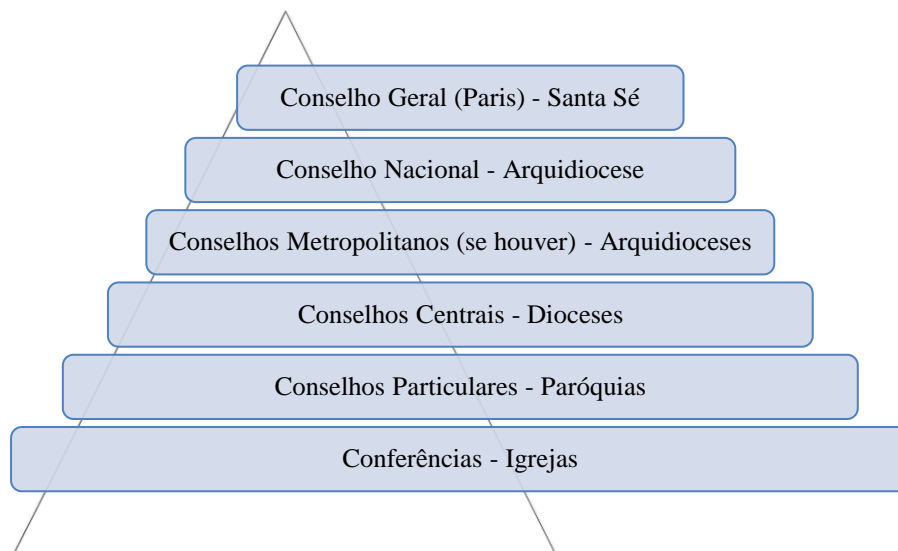 Conselho Geral (Paris) - Santa Sé
Conselho Nacional - Arquidiocese
Conselhos Metropolitanos (se houver) - Arquidioceses
Conselhos Centrais - Dioceses
Conselhos Particulares - Paróquias
Conferências - Igrejas